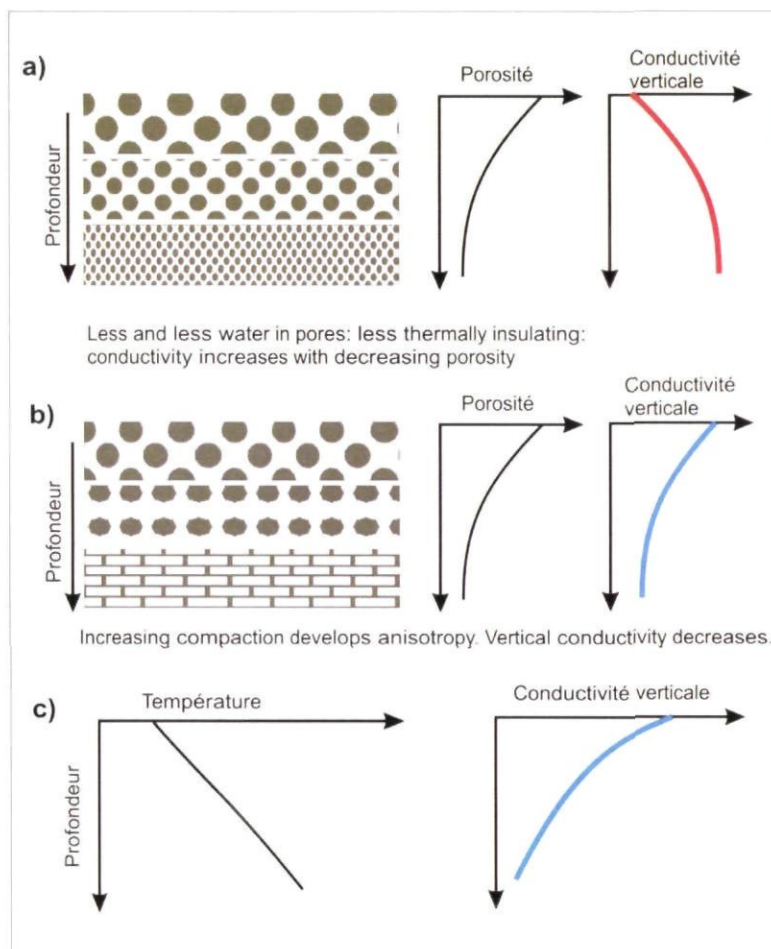 a)
Porosité
Conductivité
verticale
Profondeur
Less and less water in pores: less thermally insulating:
conductivity increases with decreasing porosity
b)
Porosité
Conductivité
verticale
Profondeur
Increasing compaction develops anisotropy. Vertical conductivity decreases.
c)
Température
Conductivité verticale
Profondeur